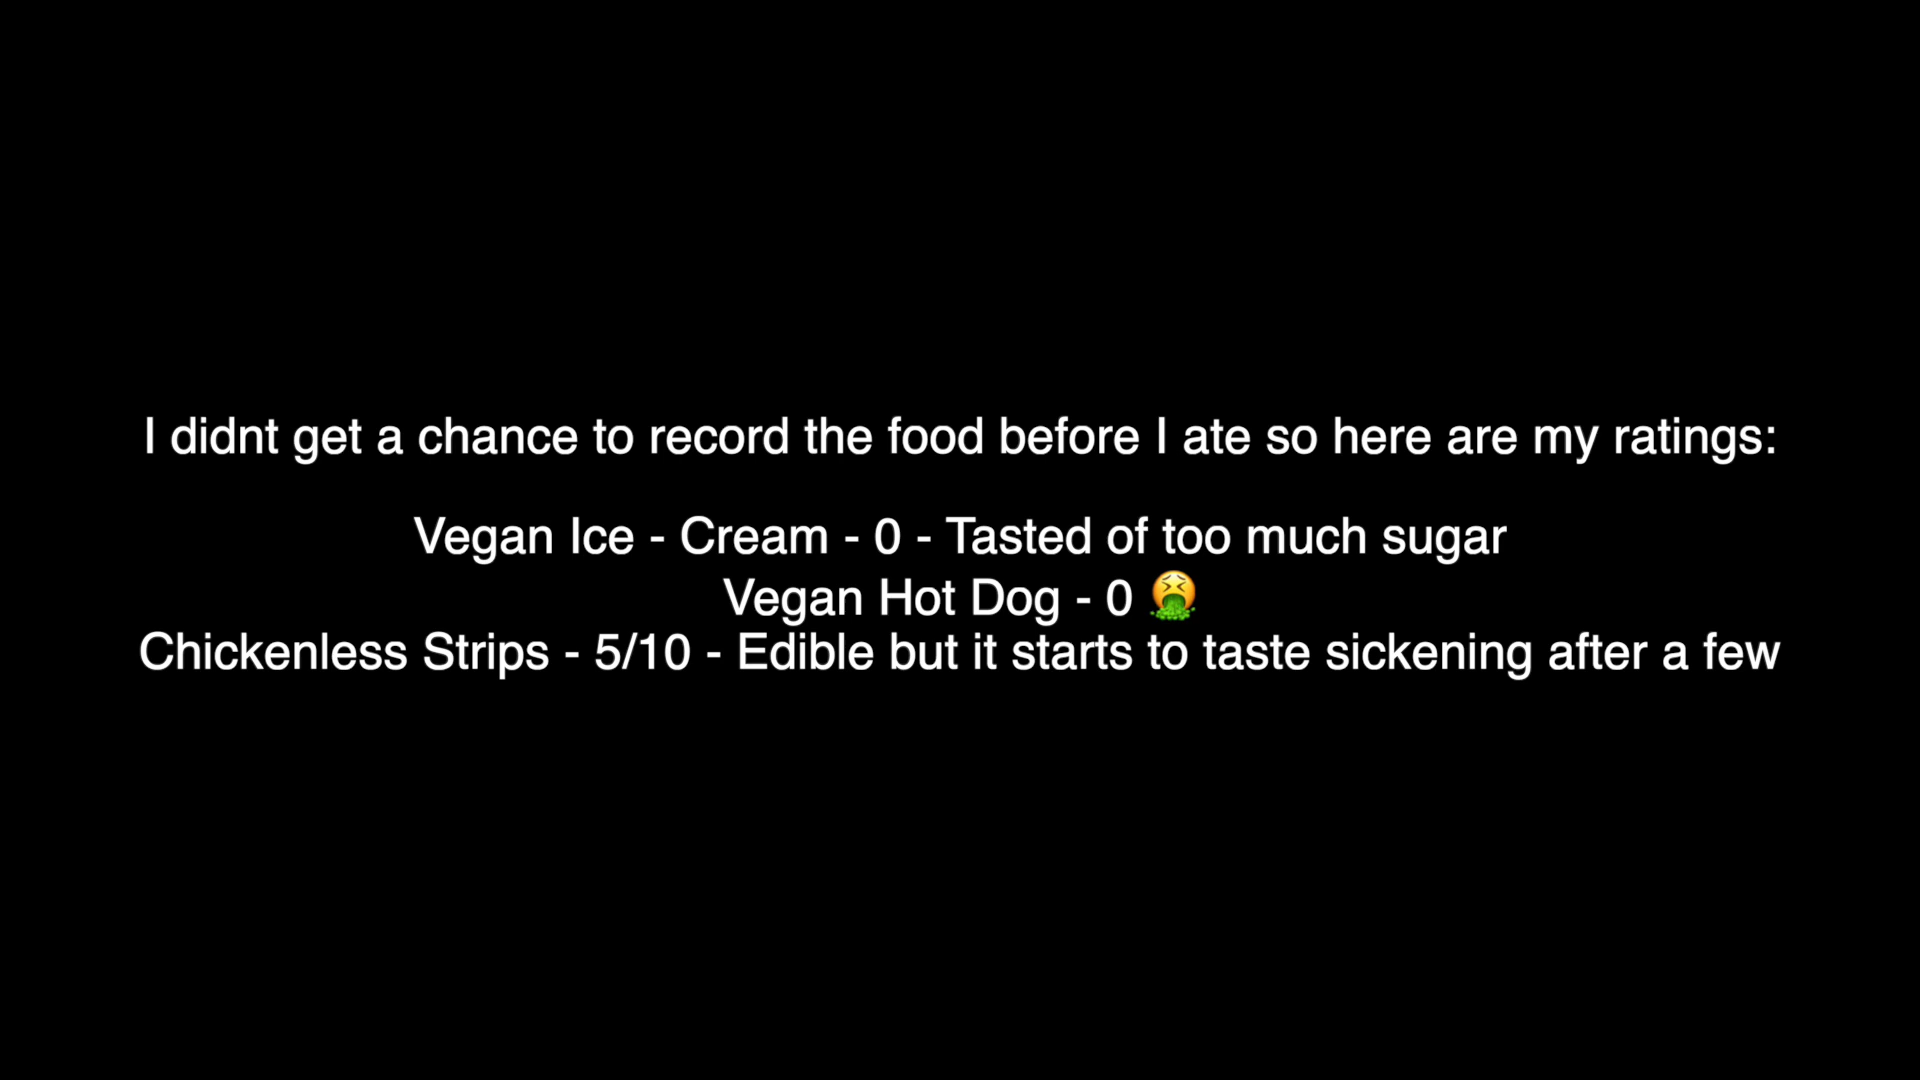 I didnt get a chance to record the food before I ate so here are my ratings:
Vegan Ice - Cream - 0 - Tasted of too much sugar
Vegan Hot Dog - 0 🤮
Chickenless Strips - 5/10 - Edible but it starts to taste sickening after a few